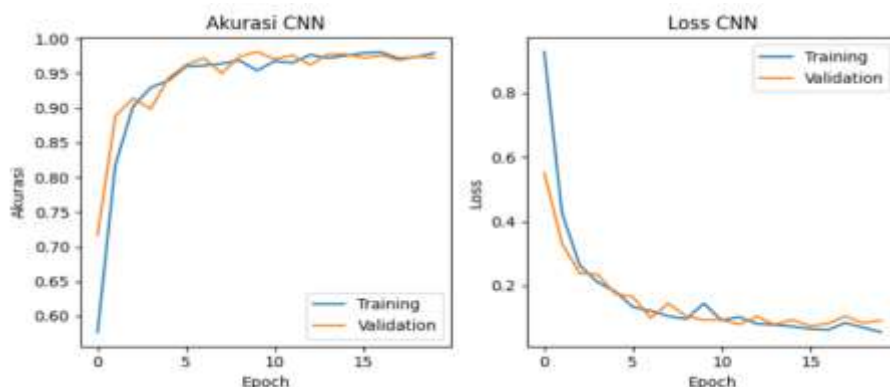 Akurasi CNN
1.00
0.95
0.90
0.85
0.80
0.75
0.70
0.65
0.60
Akurasi
0
5
10
15
Epoch
Training
Validation
Loss CNN
0.8
0.6
0.4
0.2
Loss
0
5
10
15
Epoch
Training
Validation